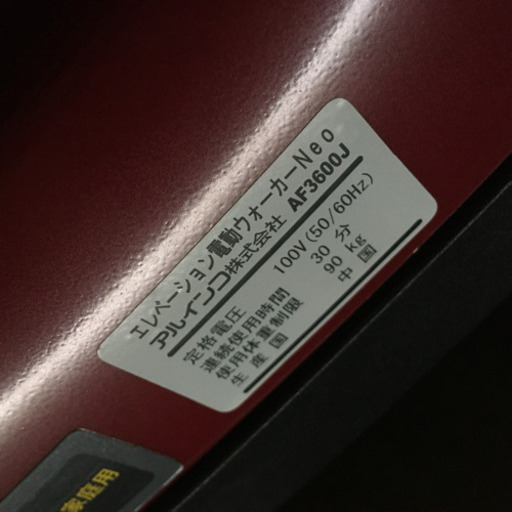 エレベーション電動ウォーカーNeo
アルインコ株式会社 AF3600J
定格電圧 100V(50/60Hz)
連続使用時間 30 分
使用体重制限 90 kg
生産国 中国
家庭用